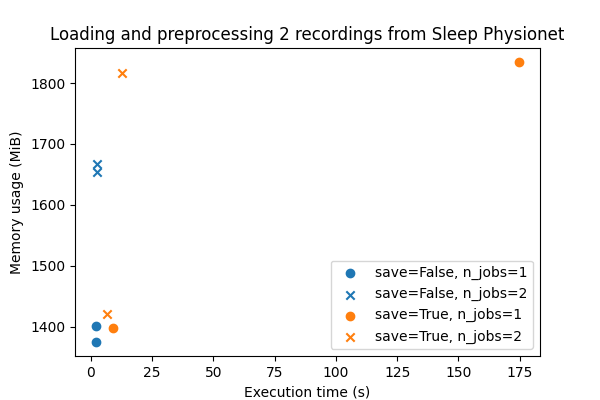 Loading and preprocessing 2 recordings from Sleep Physionet
Memory usage (MiB)
1800
1700
1600
1500
1400
save=False, n_jobs=1
save=False, n_jobs=2
save=True, n_jobs=1
save=True, n_jobs=2
0 25 50 75 100 125 150 175
Execution time (s)